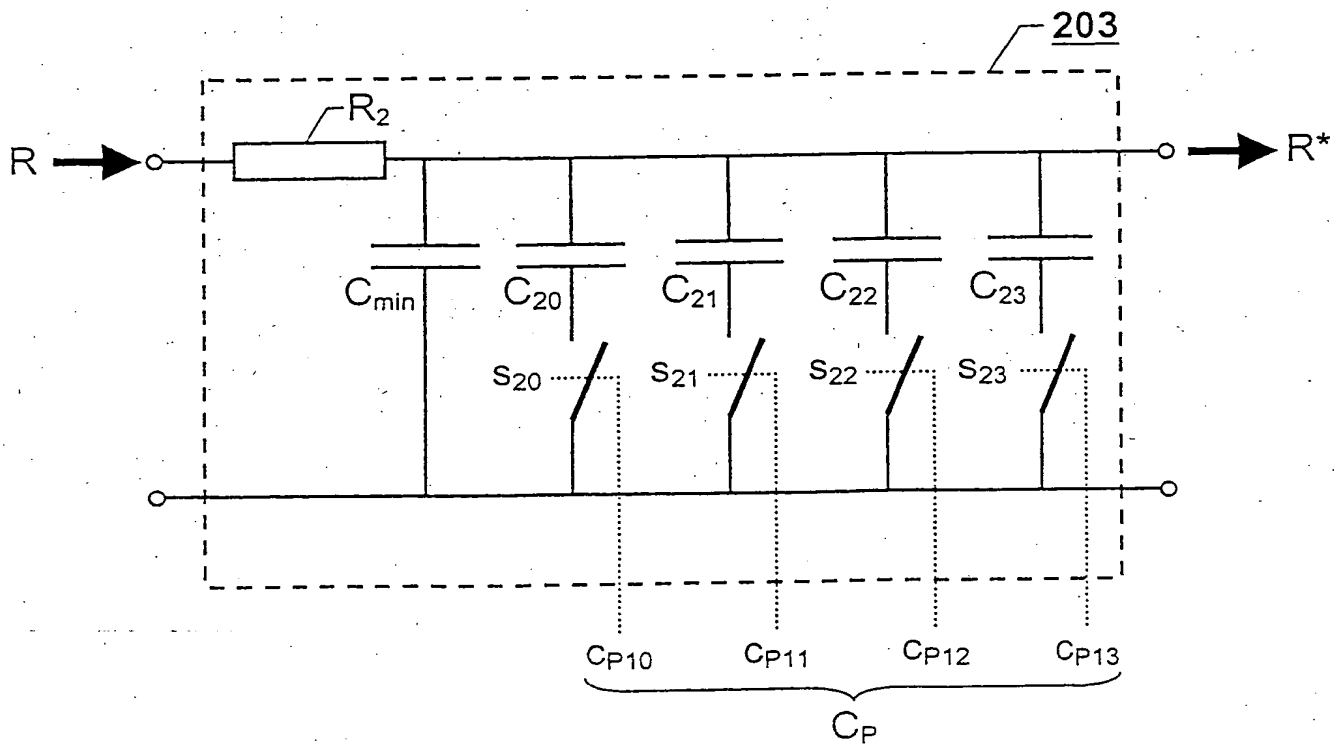 203
R₂
R
R*
Cmin
C₂₀
C₂₁
C₂₂
C₂₃
s₂₀
s₂₁
s₂₂
s₂₃
cP10
cP11
cP12
cP13
CP